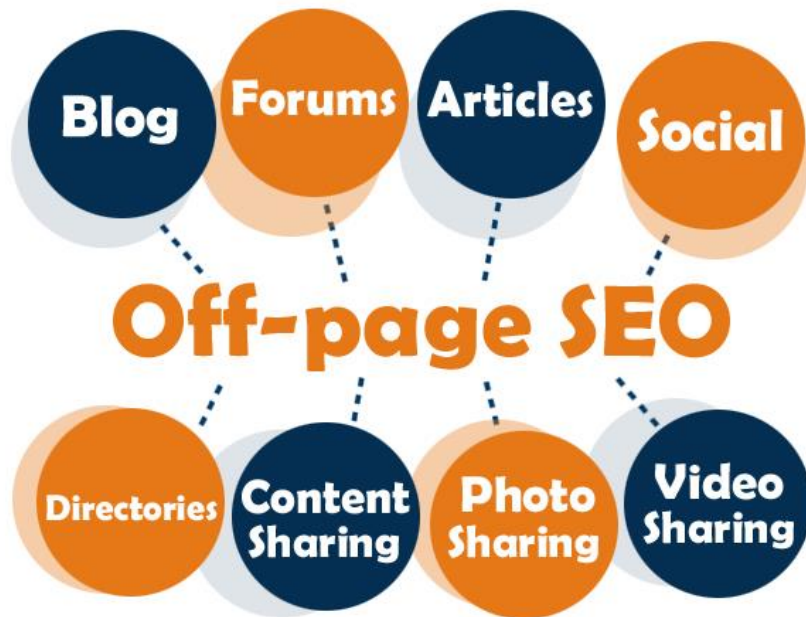 Blog
Forums
Articles
Social
Off-page SEO
Directories
Content
Sharing
Photo
Sharing
Video
Sharing